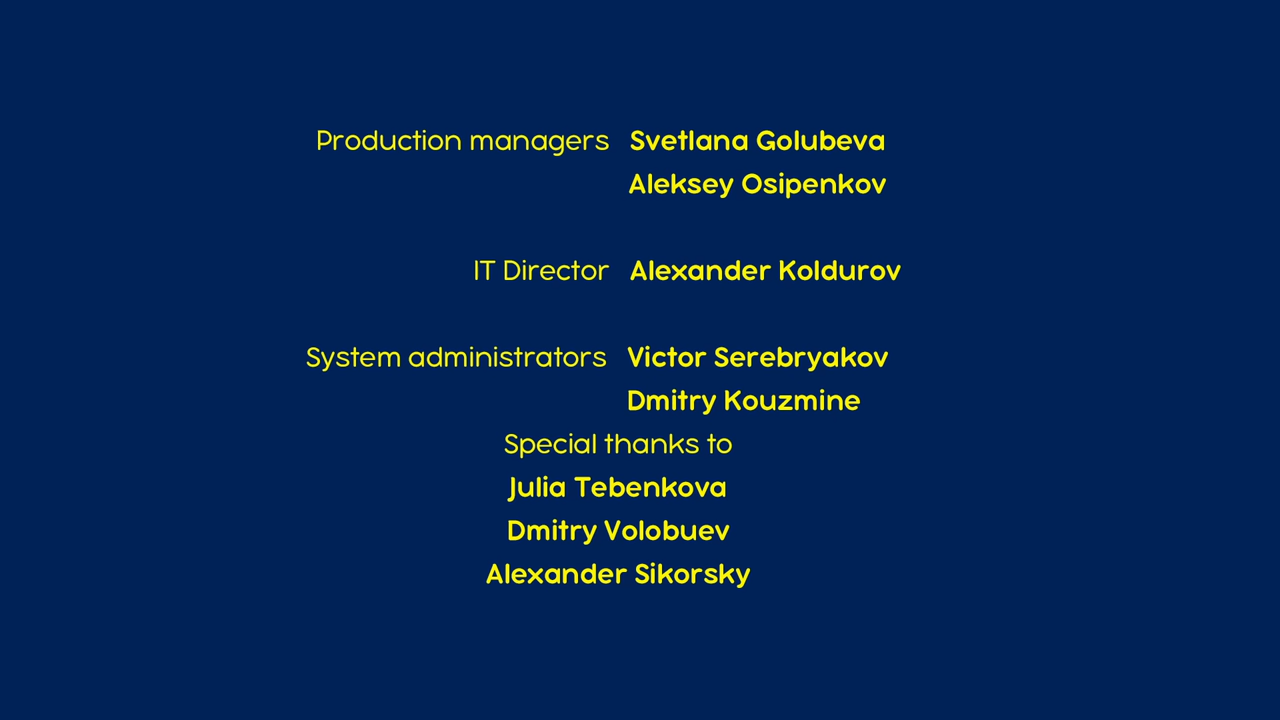 Production managers Svetlana Golubeva
Aleksey Osipenkov
IT Director Alexander Koldurov
System administrators Victor Serebryakov
Dmitry Kouzmine
Special thanks to
Julia Tebenkova
Dmitry Volobuev
Alexander Sikorsky